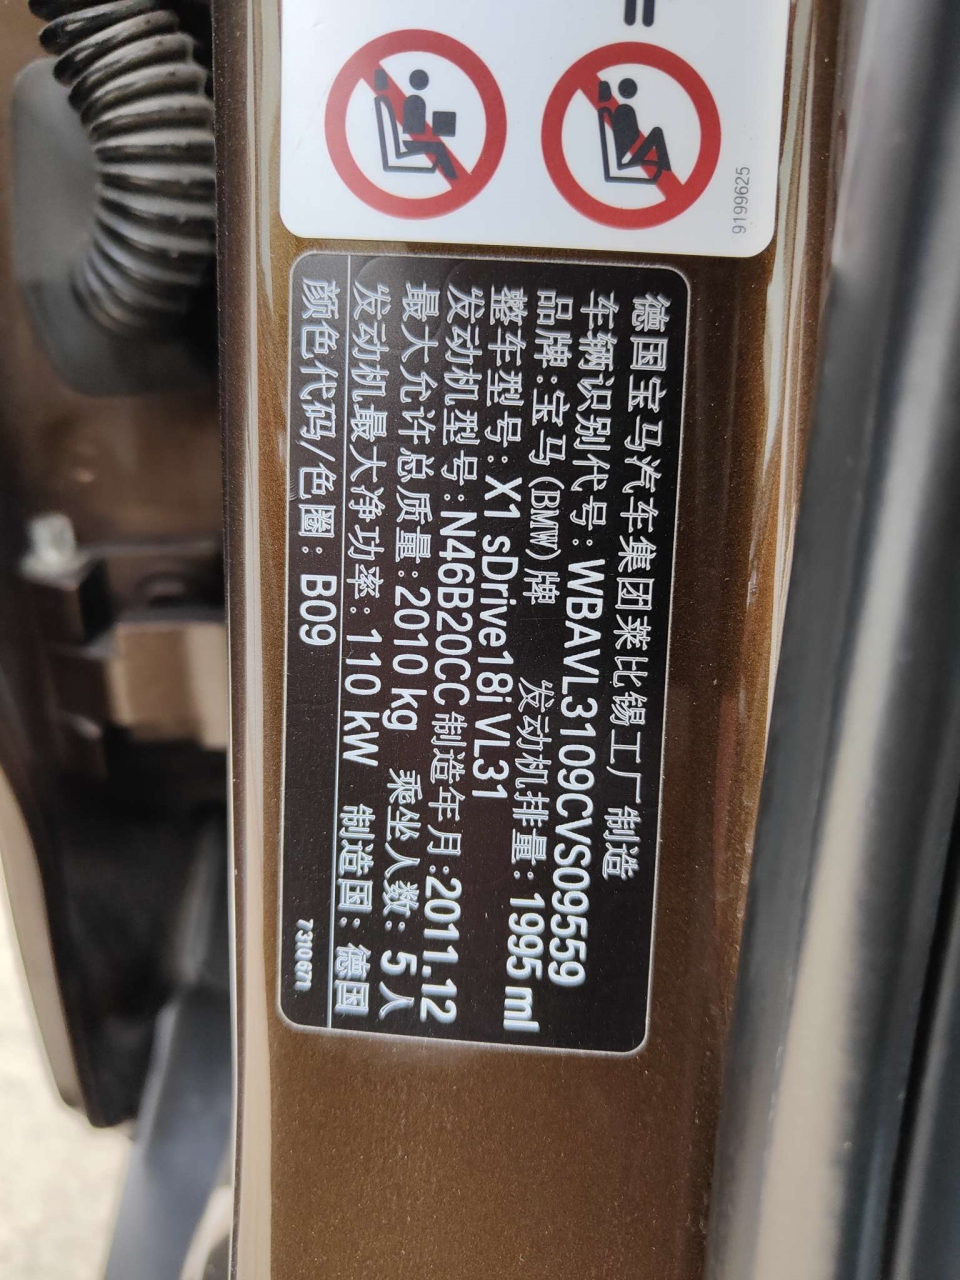 9199625
德国宝马汽车集团莱比锡工厂制造
车辆识别代号：WBAVL3109CVS09559
品牌：宝马(BMW)牌 发动机排量：1995 ml
整车型号：X1 sDrive18i VL31
发动机型号：N46B20CC 制造年月：2011.12
最大允许总质量：2010 kg 乘坐人数：5人
发动机最大净功率：110 kW 制造国：德国
颜色代码/色圈：B09
7310671